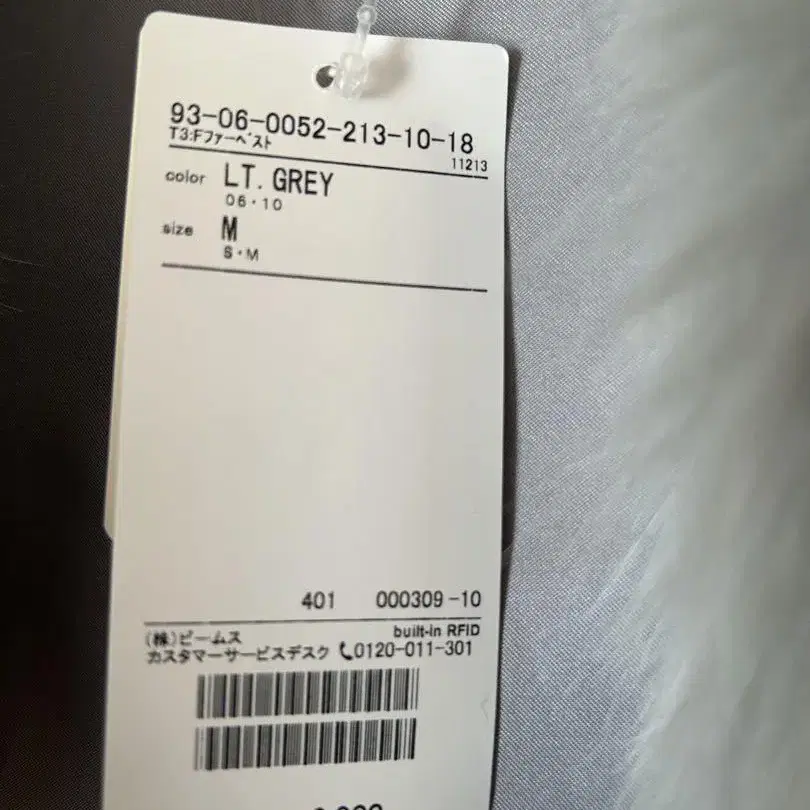 93-06-0052-213-10-18
T3:Fファーベスト
11213
color LT. GREY
06・10
size M
S・M
401 000309-10
built-in RFID
(株)ビームス
カスタマーサービスデスク 0120-011-301